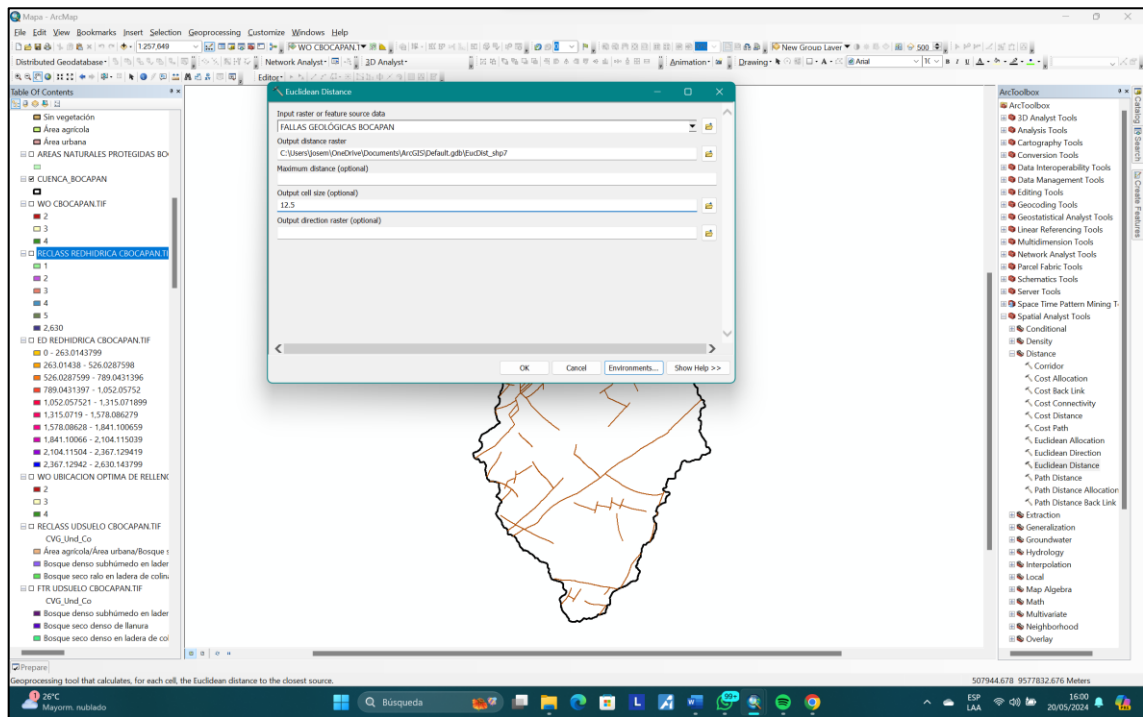 Mapa - ArcMap
File Edit View Bookmarks Insert Selection Geoprocessing Customize Windows Help
1:257,649
WO CBOCAPAN.TI
New Group Layer
500
Distributed Geodatabase
Network Analyst
3D Analyst
Animation
Drawing
Arial
B I U
Editor
Table Of Contents
Sin vegetación
Área agrícola
Área urbana
AREAS NATURALES PROTEGIDAS BO
CUENCA_BOCAPAN
WO CBOCAPAN.TIF
2
3
4
RECLASS REDHIDRICA CBOCAPAN.TI
1
2
3
4
5
2,630
ED REDHIDRICA CBOCAPAN.TIF
0 - 263.0143799
263.01438 - 526.0287598
526.0287599 - 789.0431396
789.0431397 - 1,052.05752
1,052.057521 - 1,315.071899
1,315.0719 - 1,578.086279
1,578.08628 - 1,841.100659
1,841.10066 - 2,104.115039
2,104.11504 - 2,367.129419
2,367.12942 - 2,630.143799
WO UBICACION OPTIMA DE RELLENO
2
3
4
RECLASS UDSUELO CBOCAPAN.TIF
CVG_Und_Co
Área agrícola/Área urbana/Bosque s
Bosque denso subhúmedo en lader
Bosque seco ralo en ladera de colina
FTR UDSUELO CBOCAPAN.TIF
CVG_Und_Co
Bosque denso subhúmedo en lader
Bosque seco denso de llanura
Bosque seco denso en ladera de col
Euclidean Distance
Input raster or feature source data
FALLAS GEOLÓGICAS BOCAPAN
Output distance raster
C:\Users\josem\OneDrive\Documents\ArcGIS\Default.gdb\EucDist_shp7
Maximum distance (optional)
Output cell size (optional)
12.5
Output direction raster (optional)
OK
Cancel
Environments...
Show Help >>
ArcToolbox
ArcToolbox
3D Analyst Tools
Analysis Tools
Cartography Tools
Conversion Tools
Data Interoperability Tools
Data Management Tools
Editing Tools
Geocoding Tools
Geostatistical Analyst Tools
Linear Referencing Tools
Multidimension Tools
Network Analyst Tools
Parcel Fabric Tools
Schematics Tools
Server Tools
Space Time Pattern Mining T
Spatial Analyst Tools
Conditional
Density
Distance
Corridor
Cost Allocation
Cost Back Link
Cost Connectivity
Cost Distance
Cost Path
Euclidean Allocation
Euclidean Direction
Euclidean Distance
Path Distance
Path Distance Allocation
Path Distance Back Link
Extraction
Generalization
Groundwater
Hydrology
Interpolation
Local
Map Algebra
Math
Multivariate
Neighborhood
Overlay
Catalog
Search
Create Features
Prepare
Geoprocessing tool that calculates, for each cell, the Euclidean distance to the closest source.
507944.678 9577832.676 Meters
1
26°C
Mayorm. nublado
Búsqueda
99+
ESP
LAA
16:00
20/05/2024